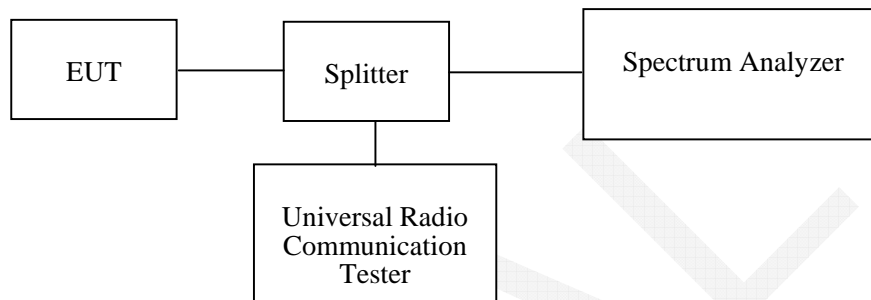 EUT
Splitter
Spectrum Analyzer
Universal Radio
Communication
Tester